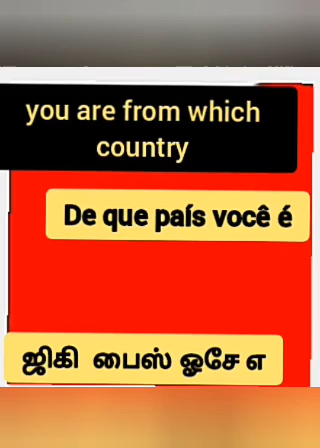 you are from which
country
De que país você é
ஜிகி பைஸ் ஓசே எ